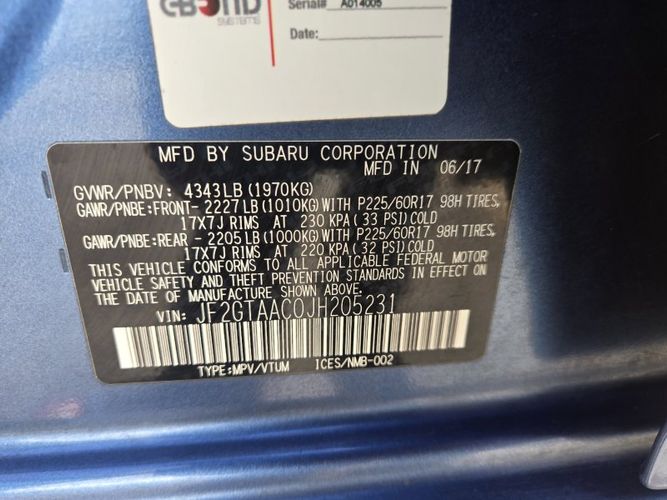 SYSTEMS
Serial# A014005
Date:
MFD BY SUBARU CORPORATION
MFD IN 06/17
GVWR/PNBV: 4343LB (1970KG)
GAWR/PNBE:FRONT- 2227LB (1010KG) WITH P225/60R17 98H TIRES,
17X7J RIMS AT 230 KPA (33 PSI) COLD
GAWR/PNBE:REAR - 2205LB (1000KG) WITH P225/60R17 98H TIRES,
17X7J RIMS AT 220 KPA (32 PSI) COLD
THIS VEHICLE CONFORMS TO ALL APPLICABLE FEDERAL MOTOR
VEHICLE SAFETY AND THEFT PREVENTION STANDARDS IN EFFECT ON
THE DATE OF MANUFACTURE SHOWN ABOVE.
VIN: JF2GTAAC0JH205231
TYPE:MPV/VTUM ICES/NMB-002